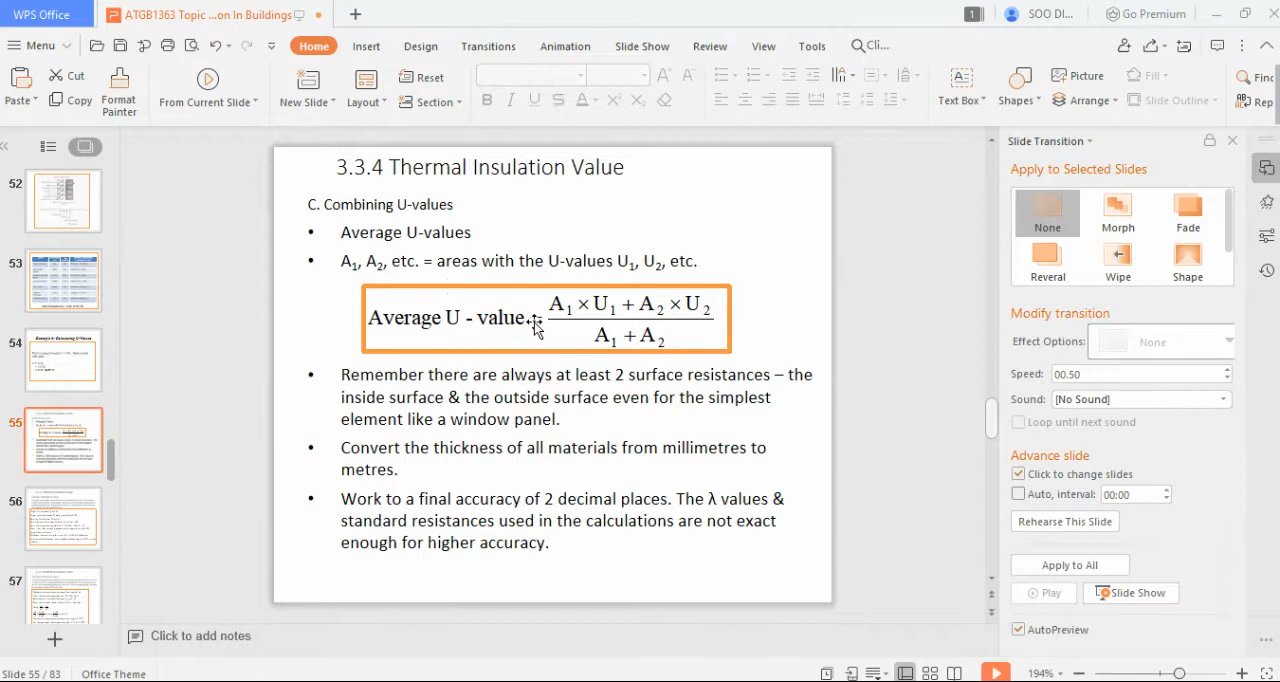 WPS Office
ATGB1363 Topic ...on In Buildings
1
SOO DI...
Go Premium
Menu
Home
Insert
Design
Transitions
Animation
Slide Show
Review
View
Tools
Cli...
Paste
Cut
Copy
Format
Painter
From Current Slide
New Slide
Layout
Reset
Section
B I U S A X² X₂
Text Box
Shapes
Picture
Arrange
Fill
Slide Outline
Find
Rep
52
53
54
55
56
57
3.3.4 Thermal Insulation Value
C. Combining U-values
• Average U-values
• A₁, A₂, etc. = areas with the U-values U₁, U₂, etc.
Average U - value = A₁ × U₁ + A₂ × U₂
A₁ + A₂
• Remember there are always at least 2 surface resistances – the
inside surface & the outside surface even for the simplest
element like a window panel.
• Convert the thickness of all materials from millimetres to
metres.
• Work to a final accuracy of 2 decimal places. The λ values &
standard resistances used in the calculations are not exact
enough for higher accuracy.
Click to add notes
Slide Transition
Apply to Selected Slides
None
Morph
Fade
Reveral
Wipe
Shape
Modify transition
Effect Options:
None
Speed:
00.50
Sound:
[No Sound]
Loop until next sound
Advance slide
Click to change slides
Auto, interval:
00:00
Rehearse This Slide
Apply to All
Play
Slide Show
AutoPreview
Slide 55 / 83
Office Theme
194%